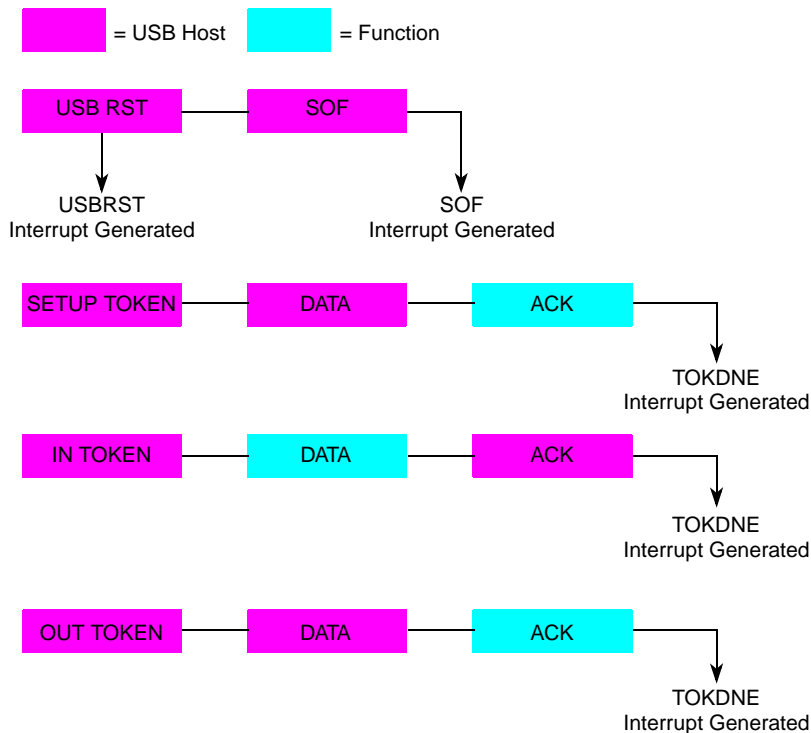 = USB Host
= Function
USB RST
SOF
USBRST
Interrupt Generated
SOF
Interrupt Generated
SETUP TOKEN
DATA
ACK
TOKDNE
Interrupt Generated
IN TOKEN
DATA
ACK
TOKDNE
Interrupt Generated
OUT TOKEN
DATA
ACK
TOKDNE
Interrupt Generated